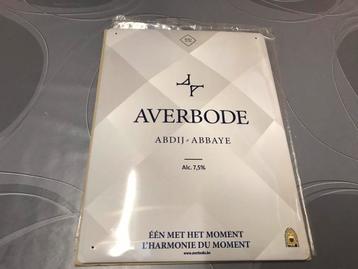 AVERBODE
ABDIJ - ABBAYE
Alc. 7,5%
ÉÉN MET HET MOMENT
L'HARMONIE DU MOMENT
www.averbode.be